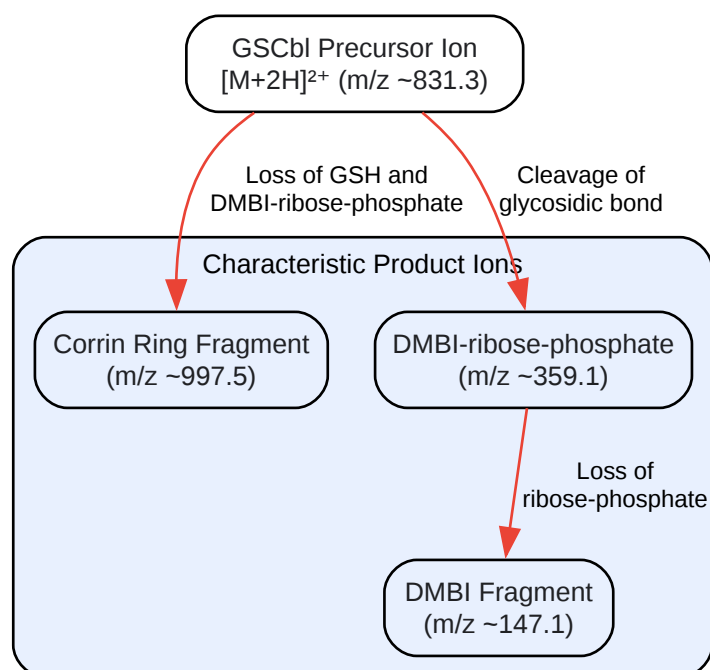 GSCbl Precursor Ion
[M+2H]²⁺ (m/z ~831.3)
Loss of GSH and
DMBI-ribose-phosphate
Cleavage of
glycosidic bond
Characteristic Product Ions
Corrin Ring Fragment
(m/z ~997.5)
DMBI-ribose-phosphate
(m/z ~359.1)
Loss of
ribose-phosphate
DMBI Fragment
(m/z ~147.1)